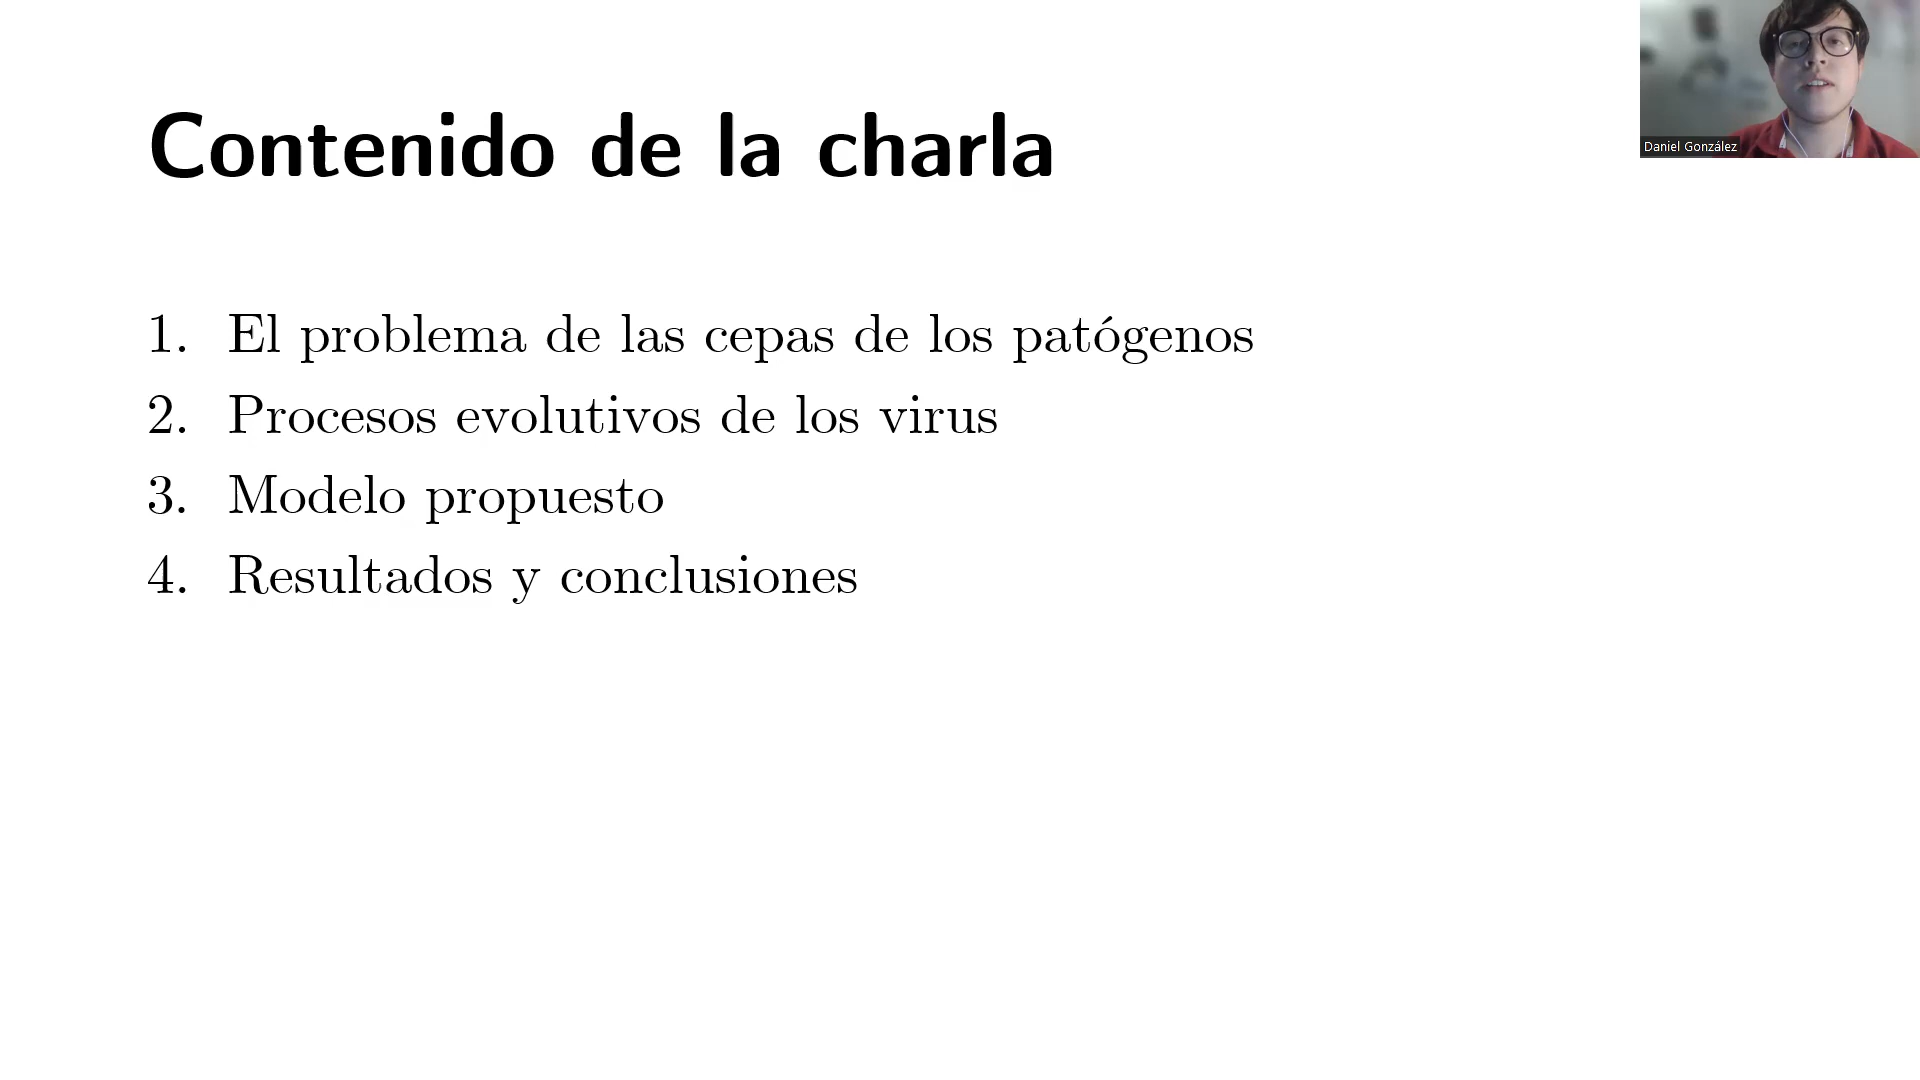 Contenido de la charla
Daniel González
1. El problema de las cepas de los patógenos
2. Procesos evolutivos de los virus
3. Modelo propuesto
4. Resultados y conclusiones